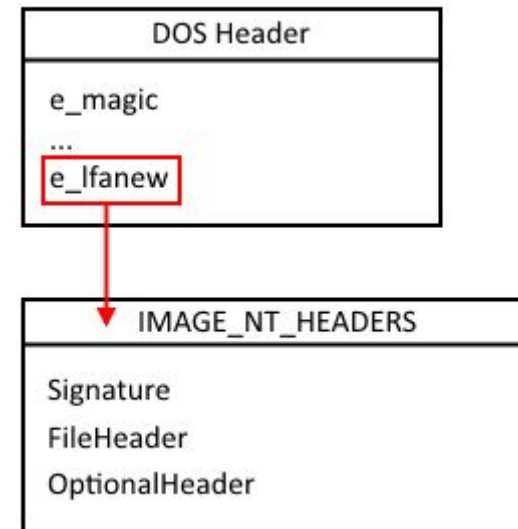 DOS Header
e_magic
...
e_lfanew
IMAGE_NT_HEADERS
Signature
FileHeader
OptionalHeader